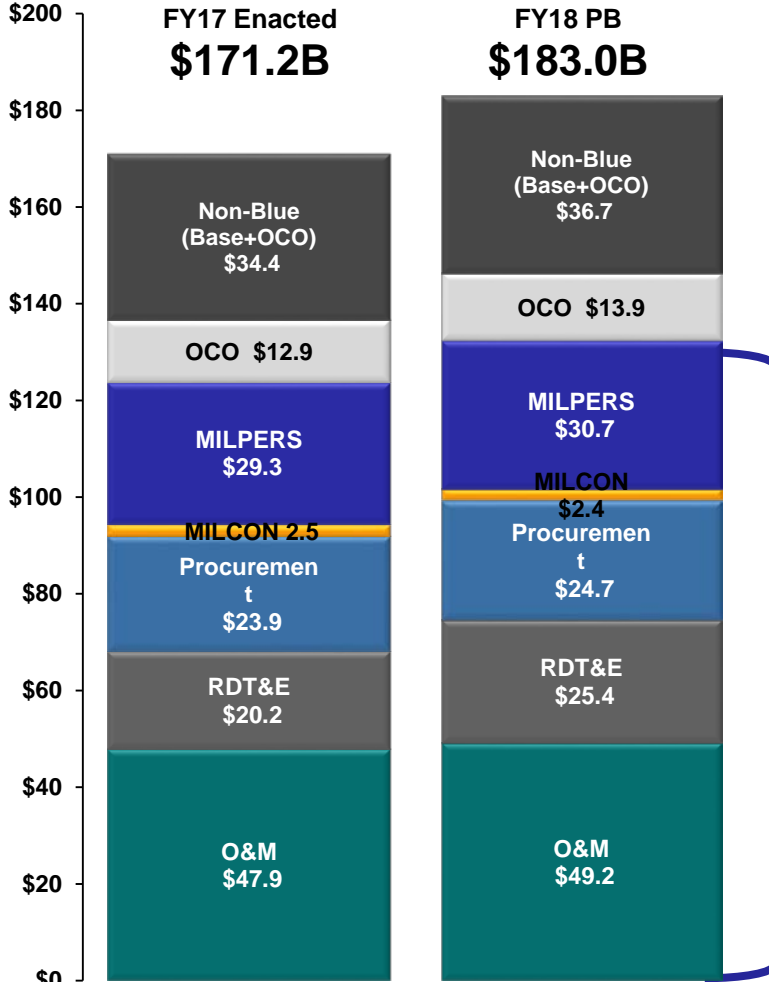 FY17 Enacted
$171.2B
FY18 PB
$183.0B
$200
$180
$160
$140
$120
$100
$80
$60
$40
$20
$0
Non-Blue
(Base+OCO)
$34.4
OCO $12.9
MILPERS
$29.3
MILCON 2.5
Procuremen
t
$23.9
RDT&E
$20.2
O&M
$47.9
Non-Blue
(Base+OCO)
$36.7
OCO $13.9
MILPERS
$30.7
MILCON
$2.4
Procuremen
t
$24.7
RDT&E
$25.4
O&M
$49.2